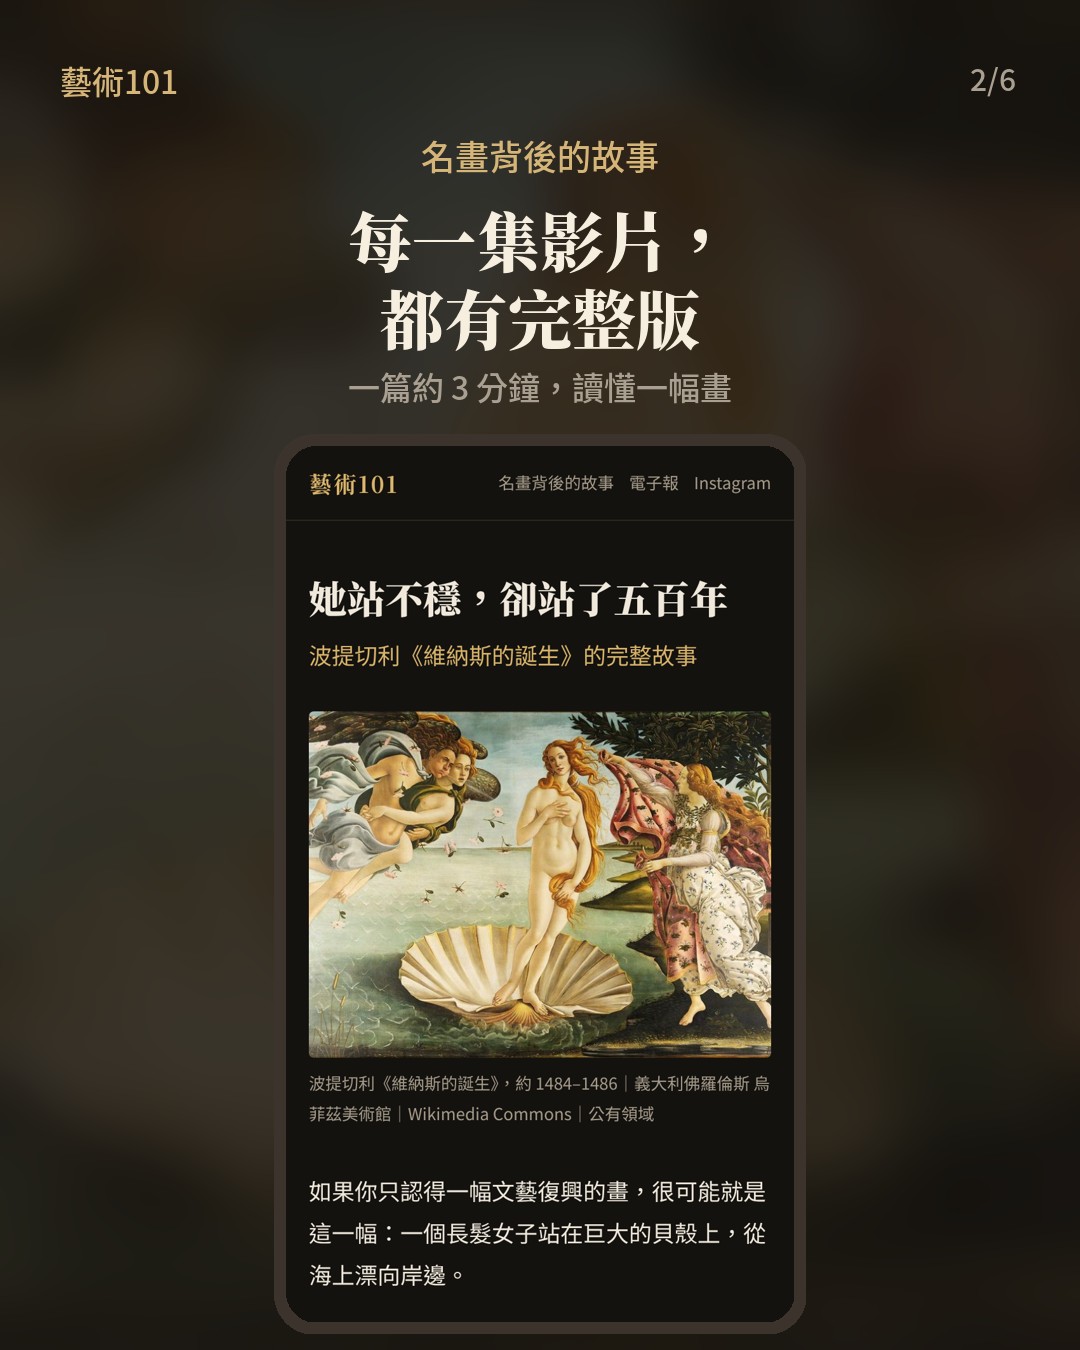 藝術101
2/6
名畫背後的故事
每一集影片，
都有完整版
一篇約 3 分鐘，讀懂一幅畫
藝術101
名畫背後的故事 電子報 Instagram
她站不穩，卻站了五百年
波提切利《維納斯的誕生》的完整故事
波提切利《維納斯的誕生》，約 1484–1486｜義大利佛羅倫斯 烏
菲茲美術館｜Wikimedia Commons｜公有領域
如果你只認得一幅文藝復興的畫，很可能就是
這一幅：一個長髮女子站在巨大的貝殼上，從
海上漂向岸邊。